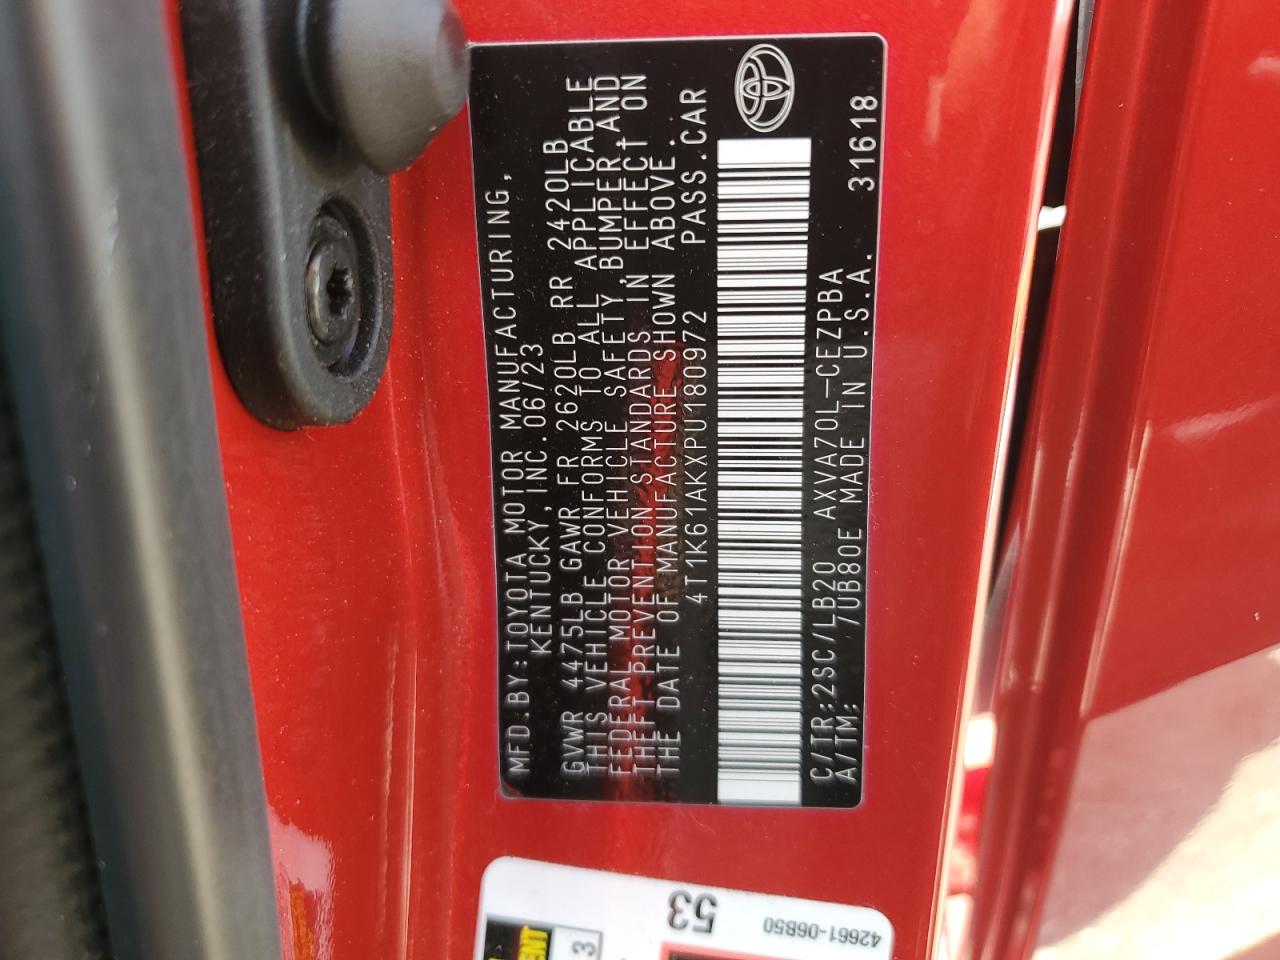 MFD.BY:TOYOTA MOTOR MANUFACTURING,
KENTUCKY,INC.06/23
GVWR 4475LB GAWR FR 2620LB RR 2420LB
THIS VEHICLE CONFORMS TO ALL APPLICABLE
FEDERAL MOTOR VEHICLE SAFETY,BUMPER,AND
THEFT PREVENTION STANDARDS IN EFFECT ON
THE DATE OF MANUFACTURE SHOWN ABOVE.
4T1K61AKXPU180972 PASS.CAR
C/TR:2SC/LB20 AXVA70L-CEZPBA
A/TM: /UB80E MADE IN U.S.A. 31618
53
42661-06B50
3